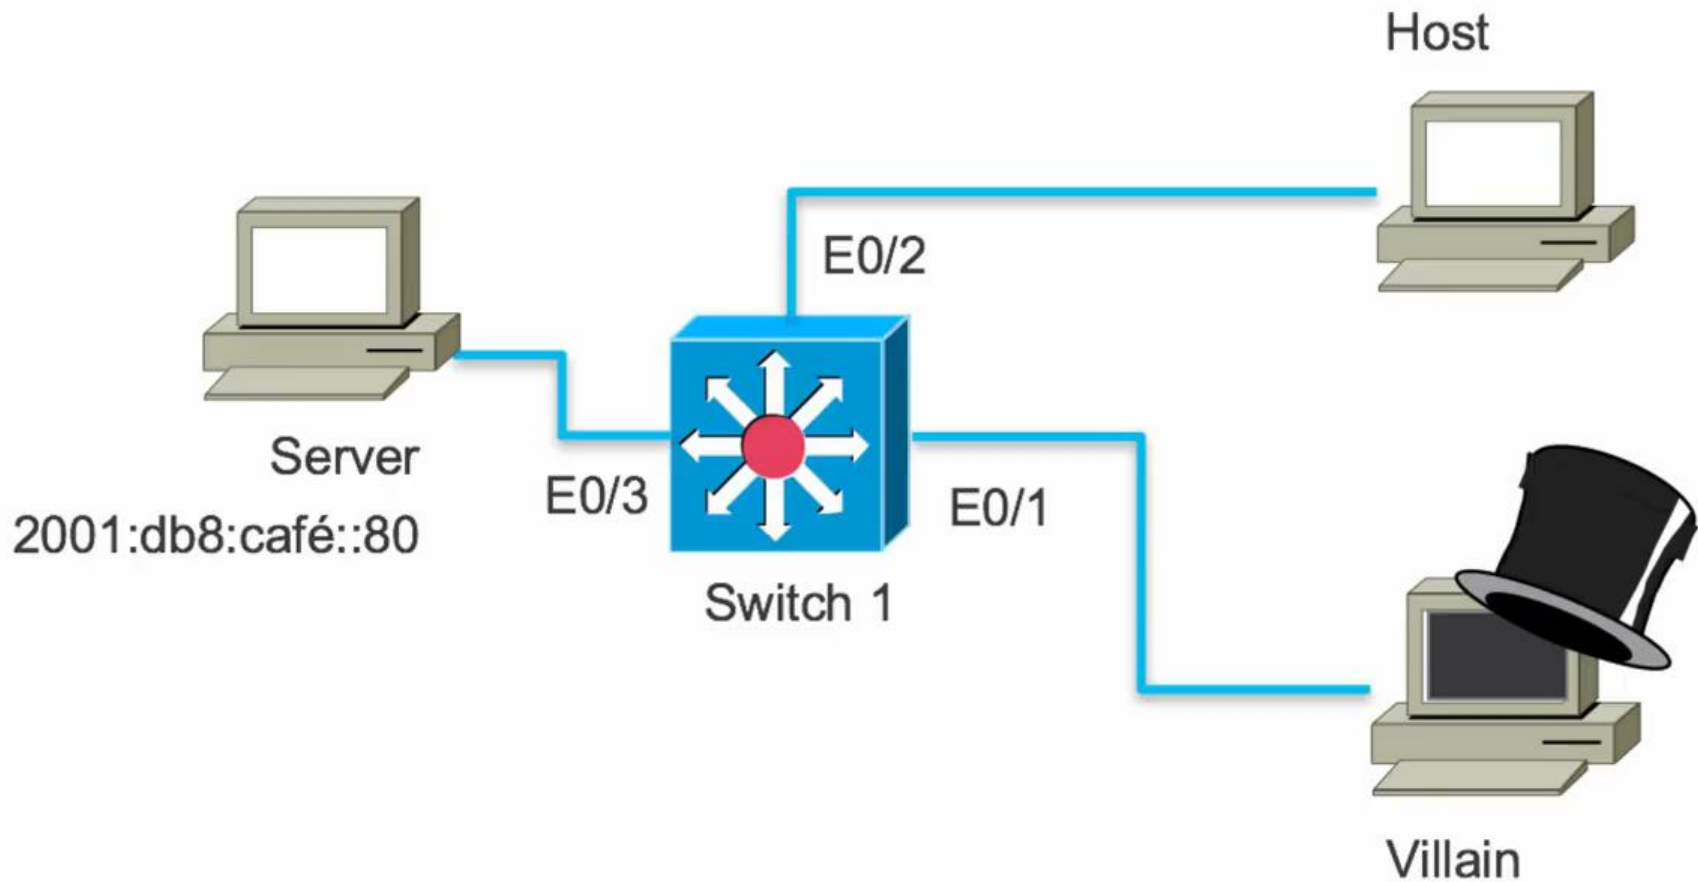 Host
E0/2
Server
E0/3
E0/1
2001:db8:café::80
Switch 1
Villain